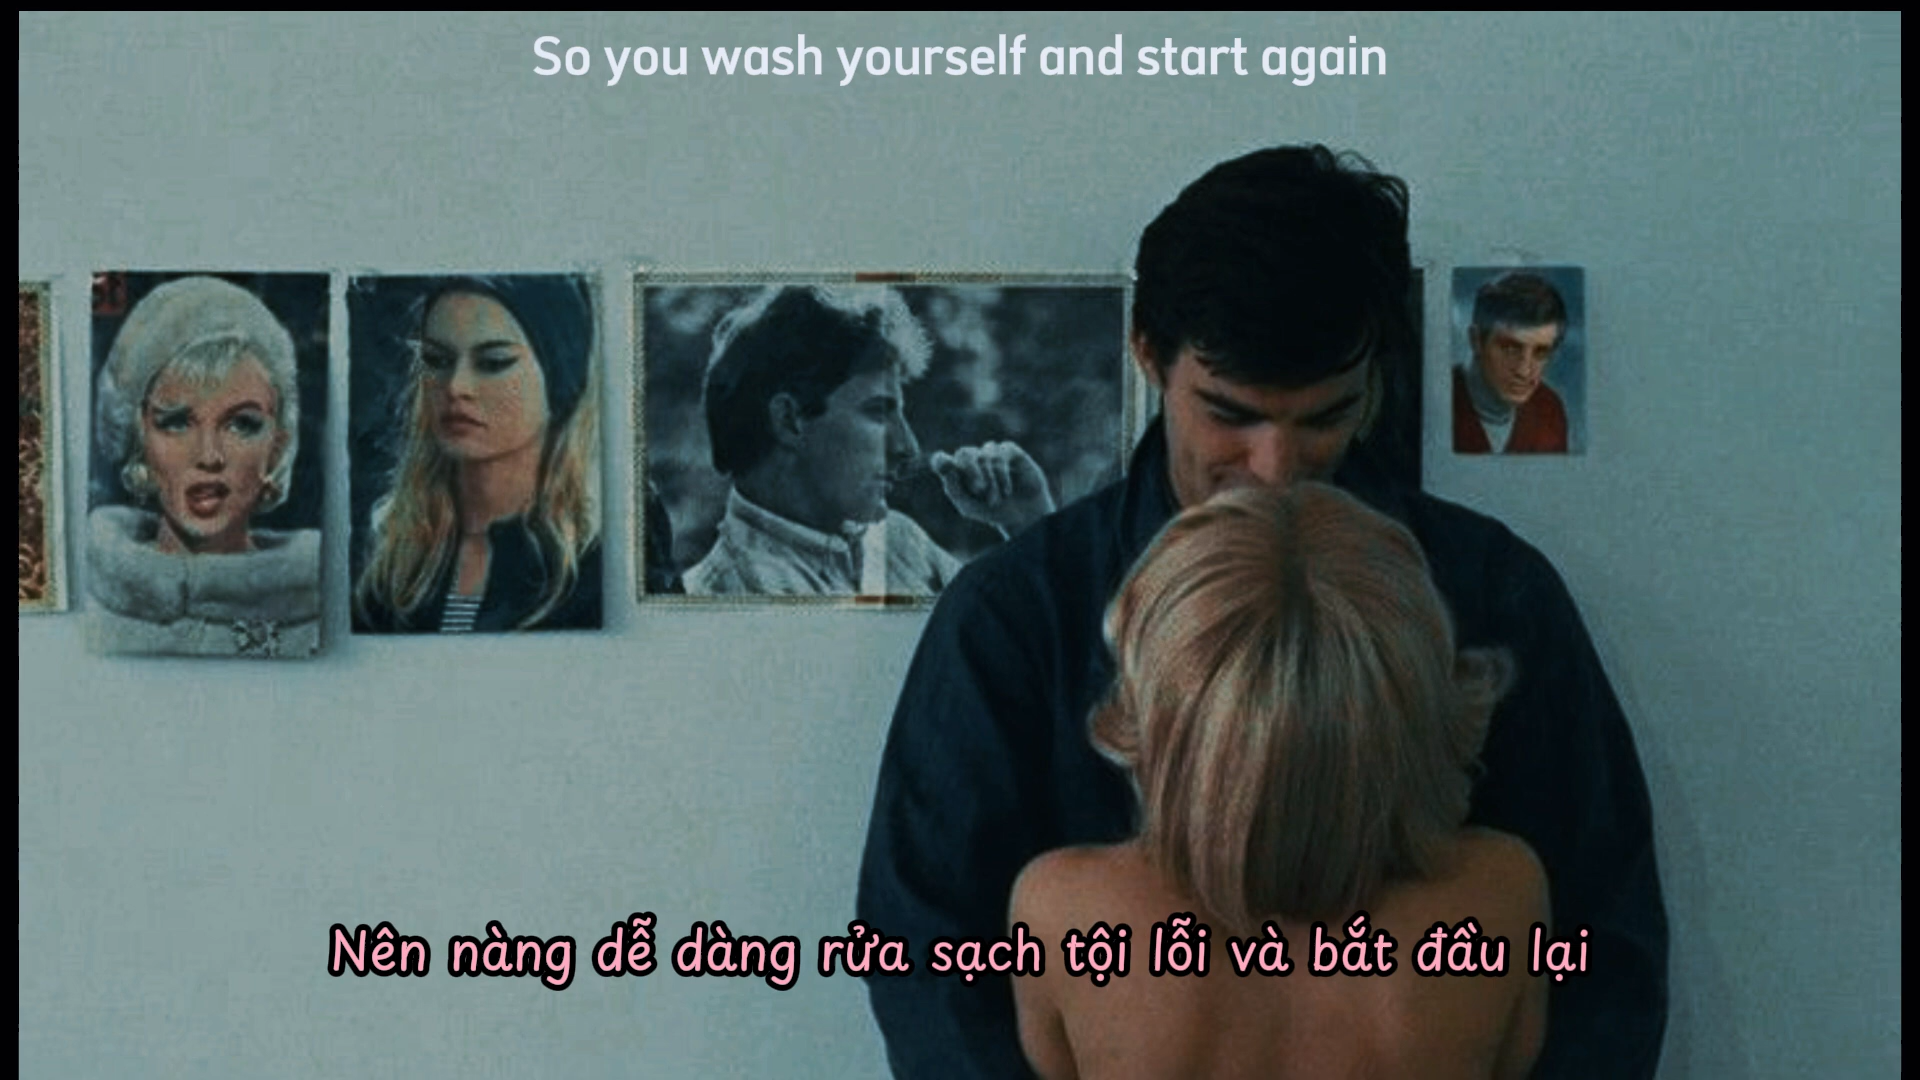 So you wash yourself and start again
Nên nàng dễ dàng rửa sạch tội lỗi và bắt đầu lại